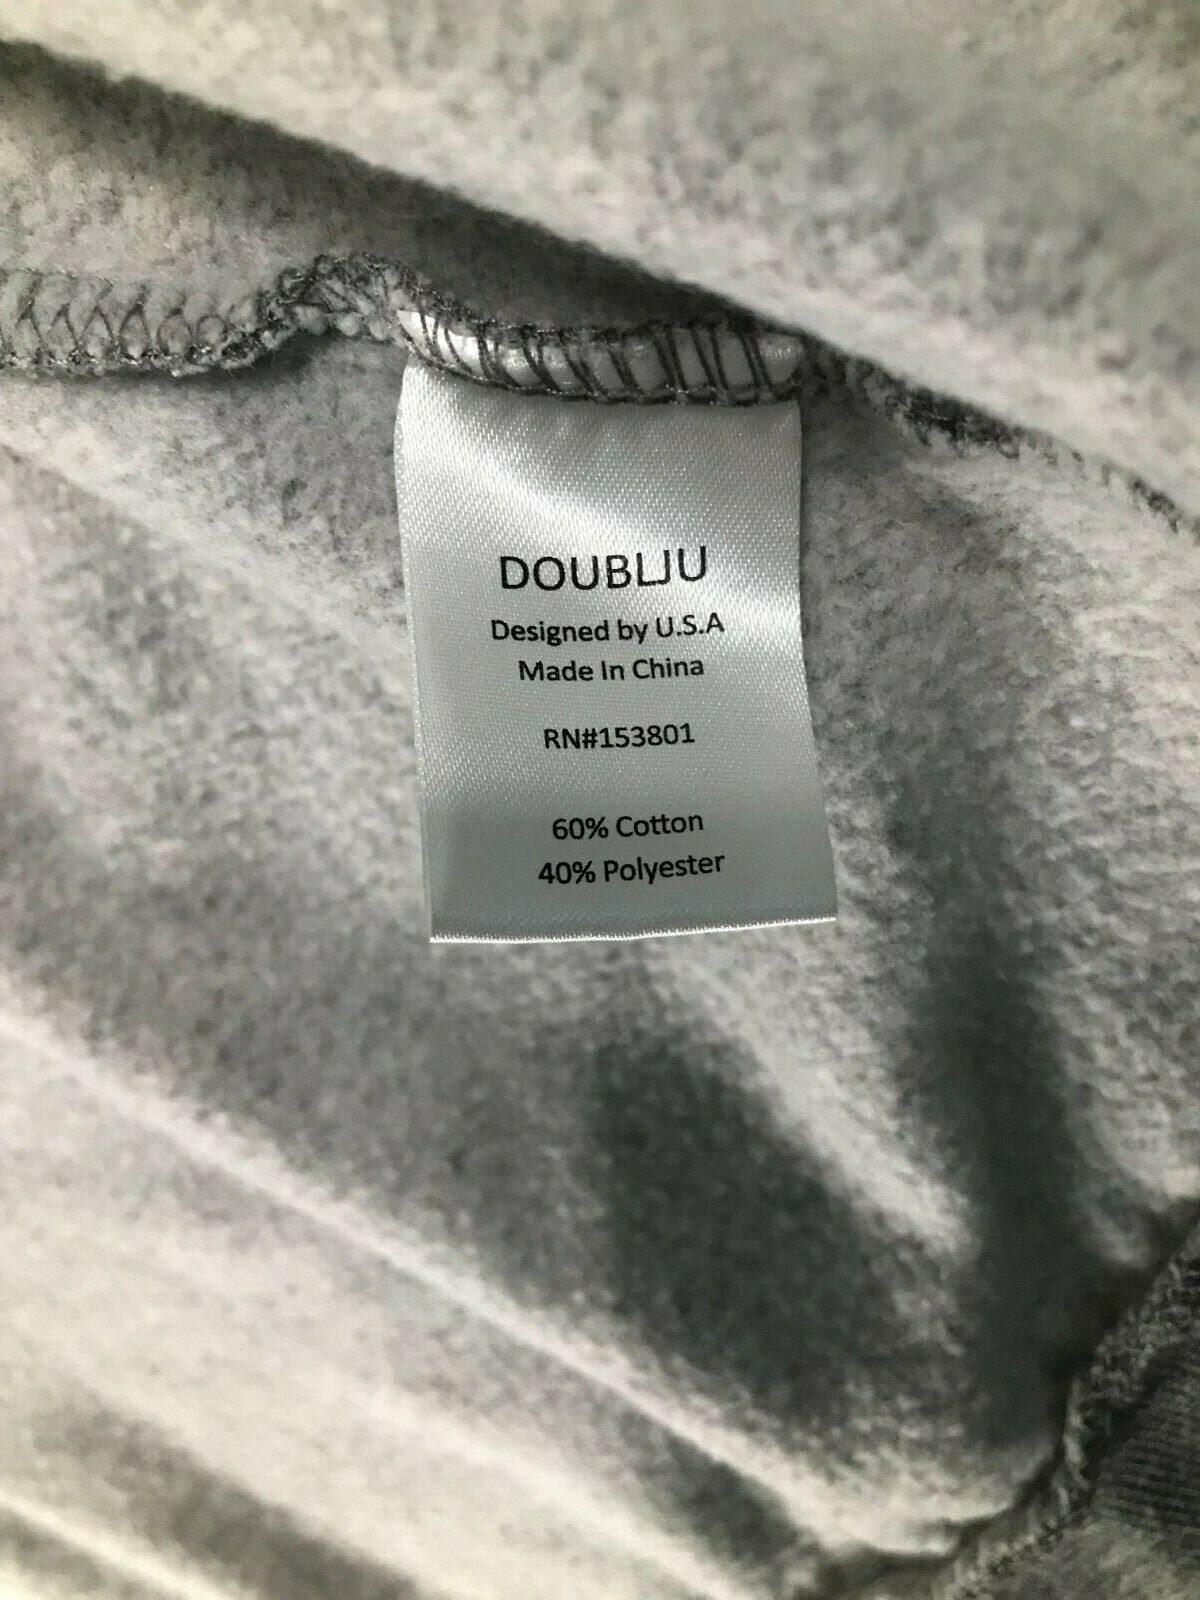 DOUBLJU
Designed by U.S.A
Made In China
RN#153801
60% Cotton
40% Polyester